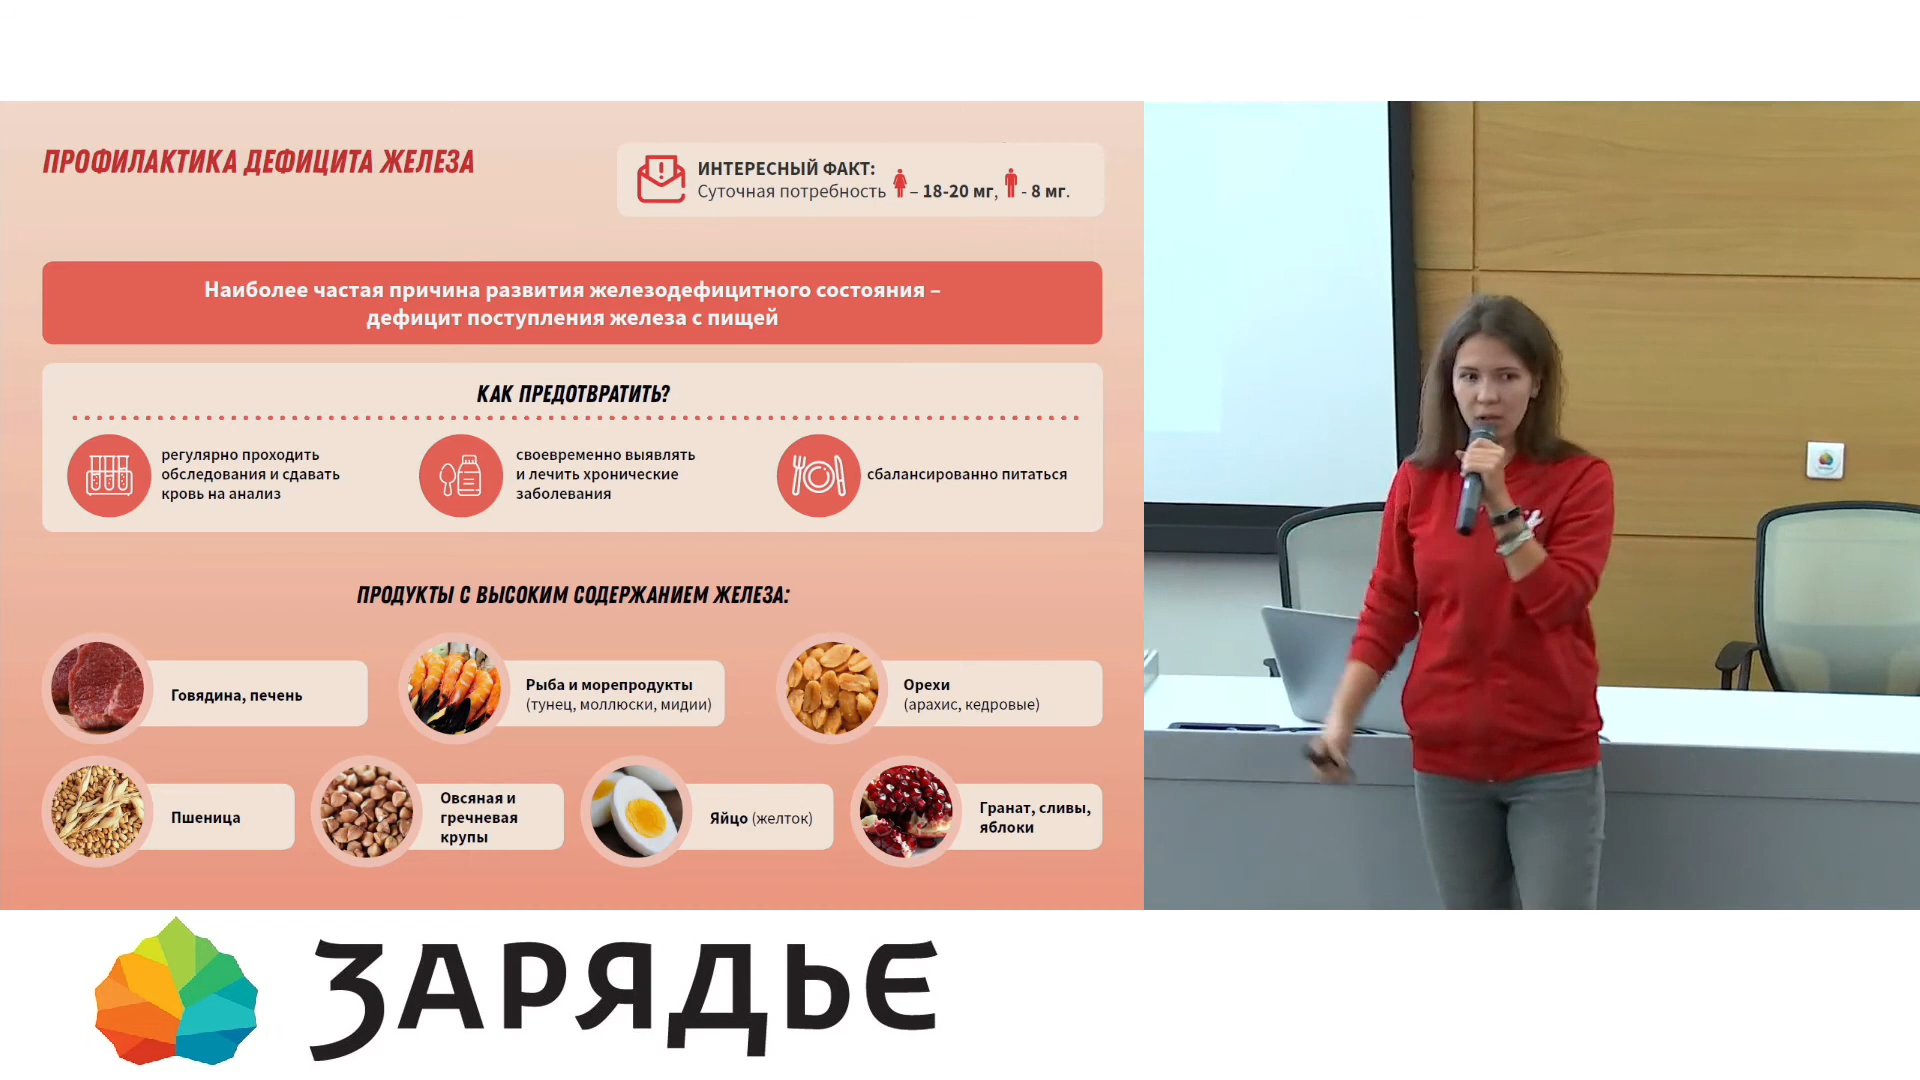 ПРОФИЛАКТИКА ДЕФИЦИТА ЖЕЛЕЗА
ИНТЕРЕСНЫЙ ФАКТ:
Суточная потребность – 18-20 мг, - 8 мг.
Наиболее частая причина развития железодефицитного состояния –
дефицит поступления железа с пищей
КАК ПРЕДОТВРАТИТЬ?
регулярно проходить
обследования и сдавать
кровь на анализ
своевременно выявлять
и лечить хронические
заболевания
сбалансированно питаться
ПРОДУКТЫ С ВЫСОКИМ СОДЕРЖАНИЕМ ЖЕЛЕЗА:
Говядина, печень
Рыба и морепродукты
(тунец, моллюски, мидии)
Орехи
(арахис, кедровые)
Пшеница
Овсяная и
гречневая
крупы
Яйцо (желток)
Гранат, сливы,
яблоки
ЗАРЯДЬЕ